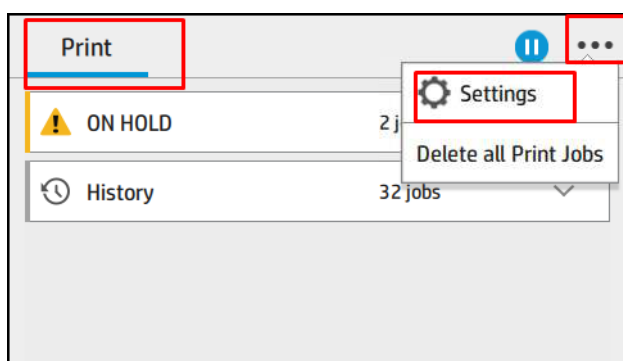 Print
Settings
ON HOLD
Delete all Print Jobs
History 32 jobs